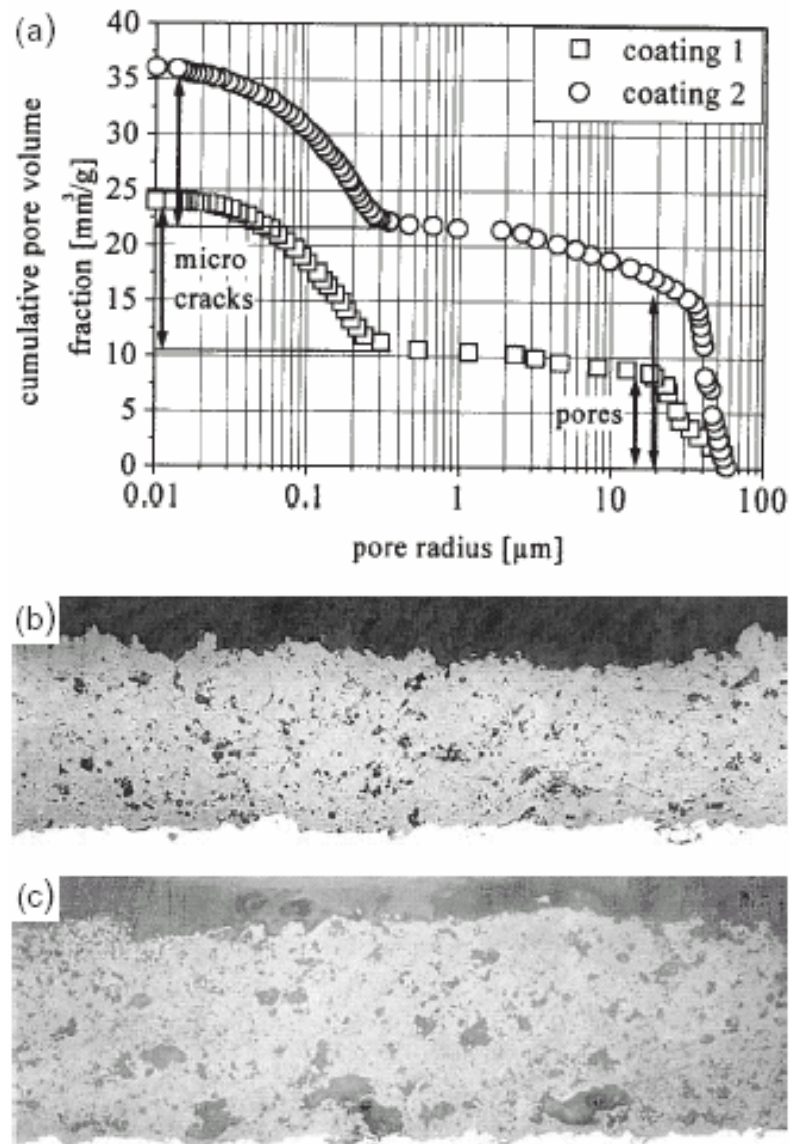 (a)
cumulative pore volume
fraction [mm³/g]
40
35
30
25
20
15
10
5
0
□ coating 1
○ coating 2
micro
cracks
pores
0.01
0.1
1
10
100
pore radius [µm]
(b)
(c)